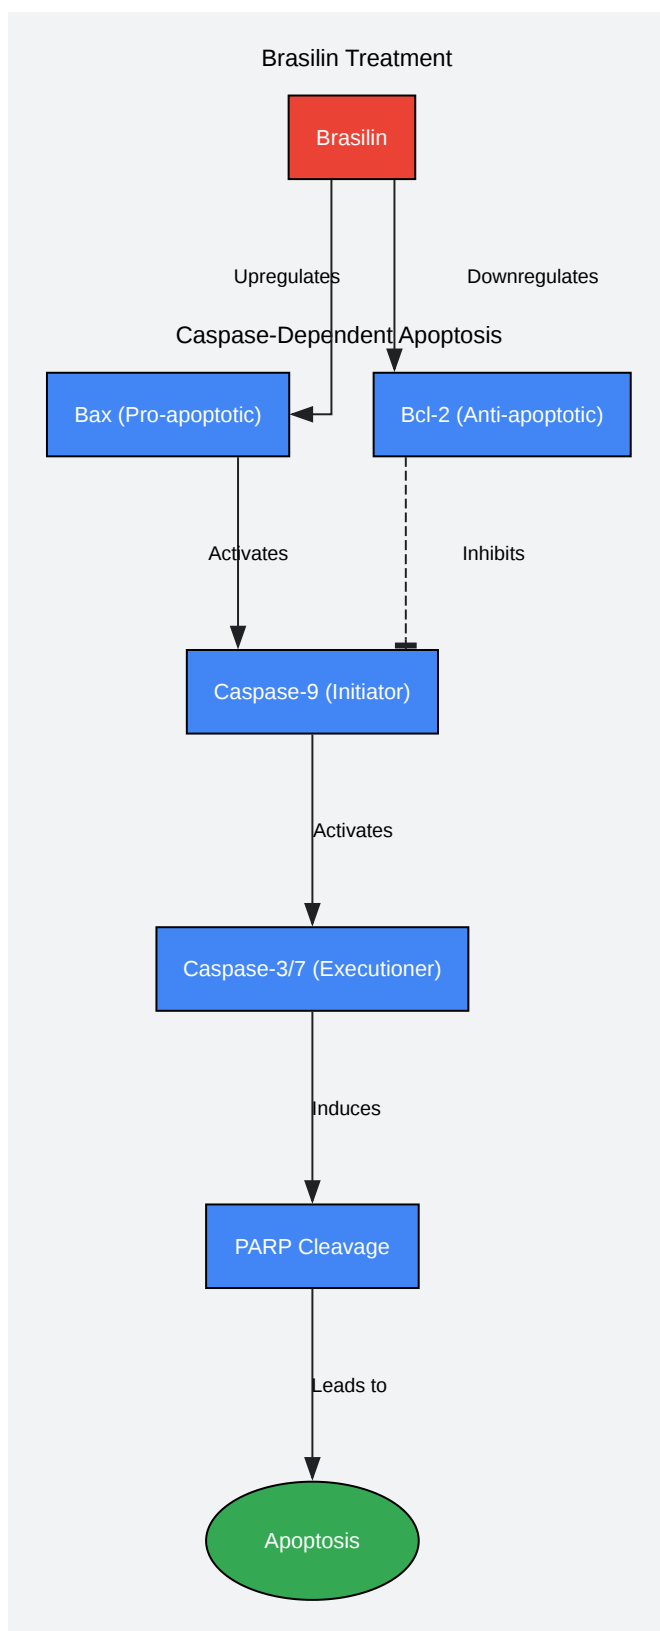 Brasilin Treatment
Brasilin
Upregulates
Downregulates
Caspase-Dependent Apoptosis
Bax (Pro-apoptotic)
Bcl-2 (Anti-apoptotic)
Activates
Inhibits
Caspase-9 (Initiator)
Activates
Caspase-3/7 (Executioner)
Induces
PARP Cleavage
Leads to
Apoptosis